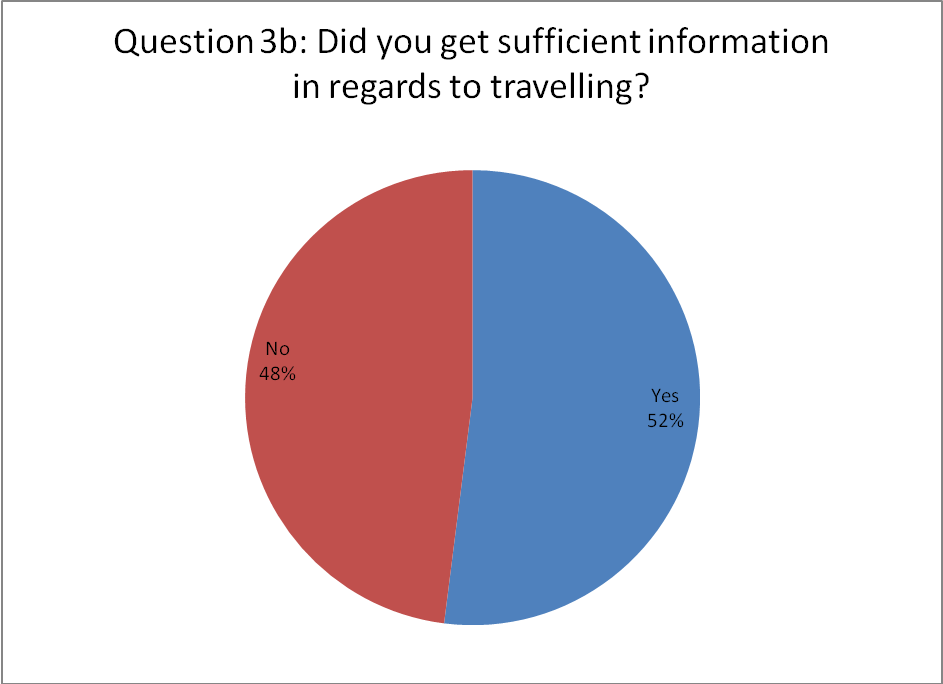 Question 3b: Did you get sufficient information
in regards to travelling?
No
48%
Yes
52%